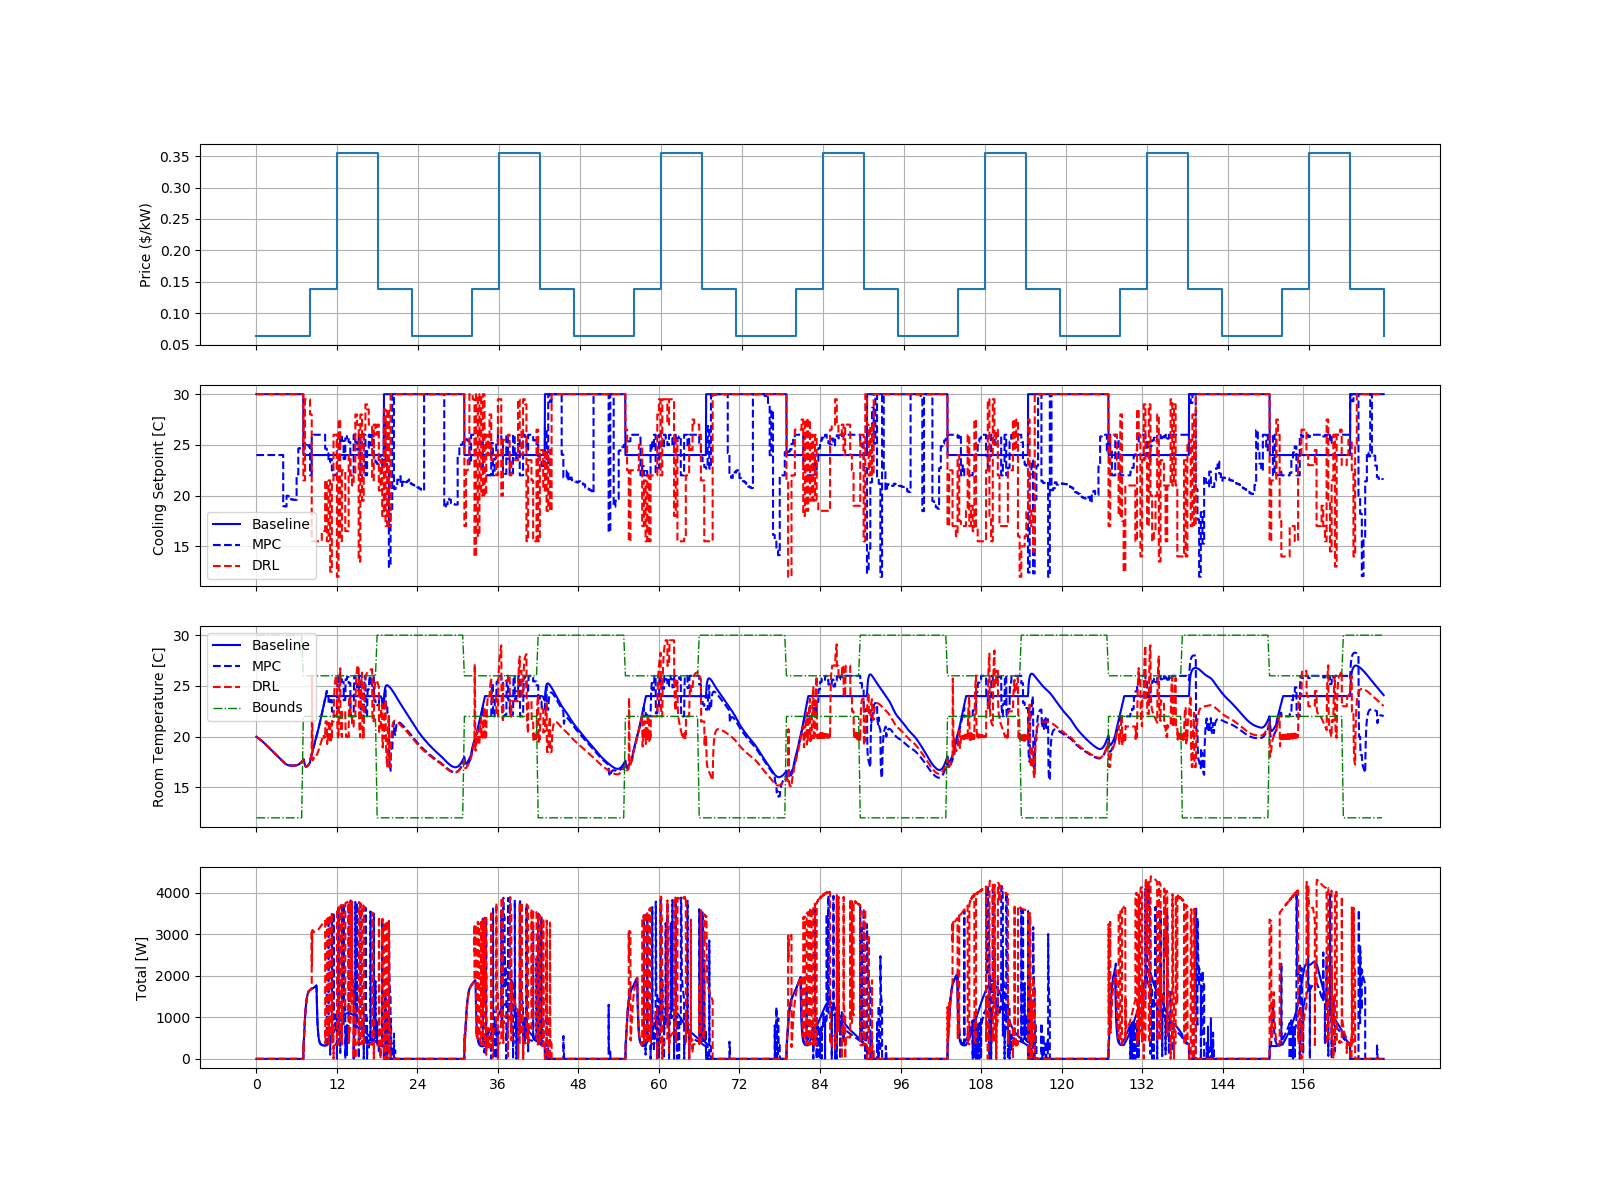 Price ($/kW)
0.35
0.30
0.25
0.20
0.15
0.10
0.05
Cooling Setpoint [C]
30
25
20
15
Baseline
MPC
DRL
Room Temperature [C]
30
25
20
15
Baseline
MPC
DRL
Bounds
Total [W]
4000
3000
2000
1000
0
0 12 24 36 48 60 72 84 96 108 120 132 144 156